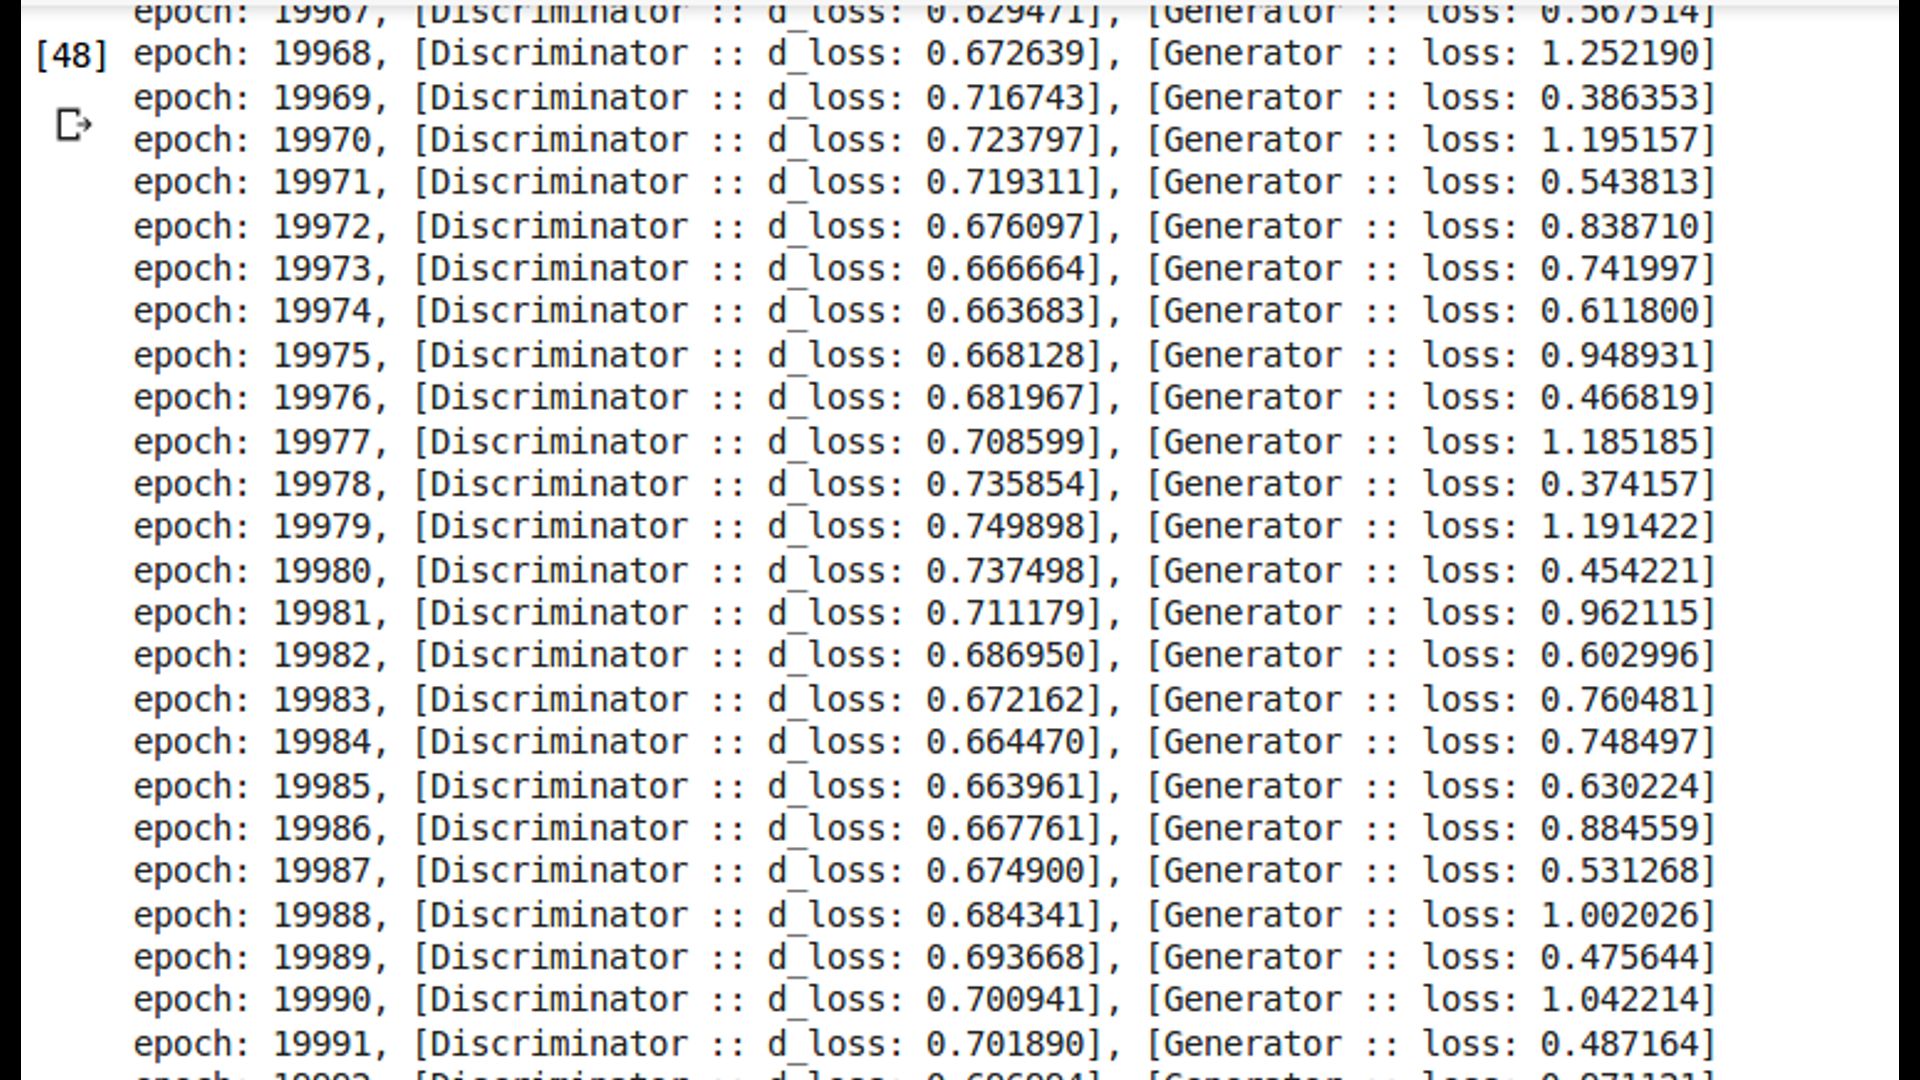 epoch: 19967, [Discriminator :: d_loss: 0.629471], [Generator :: loss: 0.567514]
[48] epoch: 19968, [Discriminator :: d_loss: 0.672639], [Generator :: loss: 1.252190]
epoch: 19969, [Discriminator :: d_loss: 0.716743], [Generator :: loss: 0.386353]
epoch: 19970, [Discriminator :: d_loss: 0.723797], [Generator :: loss: 1.195157]
epoch: 19971, [Discriminator :: d_loss: 0.719311], [Generator :: loss: 0.543813]
epoch: 19972, [Discriminator :: d_loss: 0.676097], [Generator :: loss: 0.838710]
epoch: 19973, [Discriminator :: d_loss: 0.666664], [Generator :: loss: 0.741997]
epoch: 19974, [Discriminator :: d_loss: 0.663683], [Generator :: loss: 0.611800]
epoch: 19975, [Discriminator :: d_loss: 0.668128], [Generator :: loss: 0.948931]
epoch: 19976, [Discriminator :: d_loss: 0.681967], [Generator :: loss: 0.466819]
epoch: 19977, [Discriminator :: d_loss: 0.708599], [Generator :: loss: 1.185185]
epoch: 19978, [Discriminator :: d_loss: 0.735854], [Generator :: loss: 0.374157]
epoch: 19979, [Discriminator :: d_loss: 0.749898], [Generator :: loss: 1.191422]
epoch: 19980, [Discriminator :: d_loss: 0.737498], [Generator :: loss: 0.454221]
epoch: 19981, [Discriminator :: d_loss: 0.711179], [Generator :: loss: 0.962115]
epoch: 19982, [Discriminator :: d_loss: 0.686950], [Generator :: loss: 0.602996]
epoch: 19983, [Discriminator :: d_loss: 0.672162], [Generator :: loss: 0.760481]
epoch: 19984, [Discriminator :: d_loss: 0.664470], [Generator :: loss: 0.748497]
epoch: 19985, [Discriminator :: d_loss: 0.663961], [Generator :: loss: 0.630224]
epoch: 19986, [Discriminator :: d_loss: 0.667761], [Generator :: loss: 0.884559]
epoch: 19987, [Discriminator :: d_loss: 0.674900], [Generator :: loss: 0.531268]
epoch: 19988, [Discriminator :: d_loss: 0.684341], [Generator :: loss: 1.002026]
epoch: 19989, [Discriminator :: d_loss: 0.693668], [Generator :: loss: 0.475644]
epoch: 19990, [Discriminator :: d_loss: 0.700941], [Generator :: loss: 1.042214]
epoch: 19991, [Discriminator :: d_loss: 0.701890], [Generator :: loss: 0.487164]